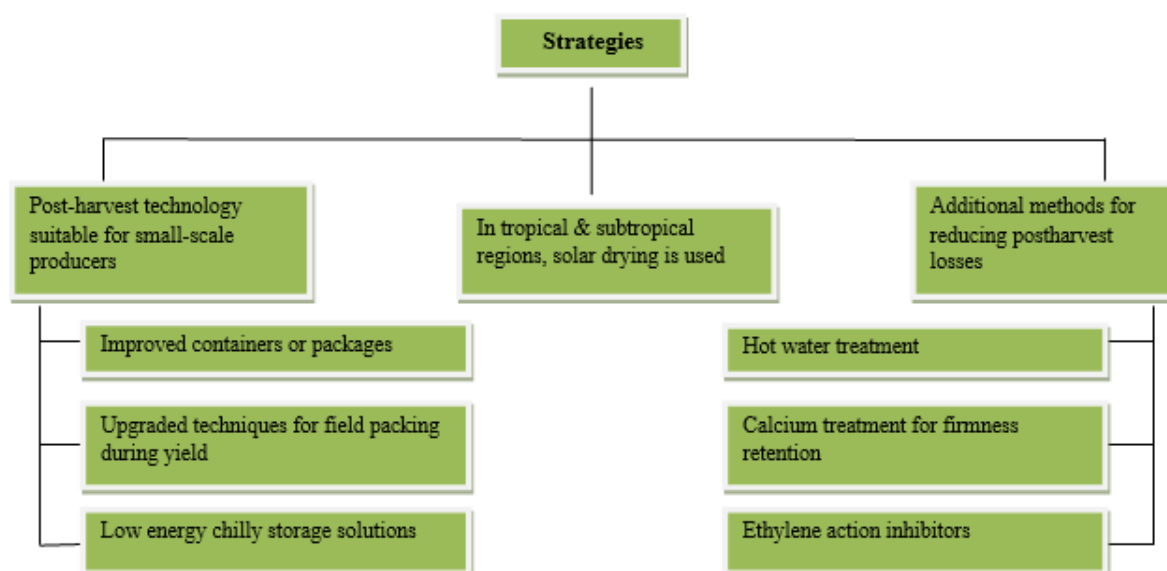 Strategies
Post-harvest technology
suitable for small-scale
producers
In tropical & subtropical
regions, solar drying is used
Additional methods for
reducing postharvest
losses
Improved containers or packages
Upgraded techniques for field packing
during yield
Low energy chilly storage solutions
Hot water treatment
Calcium treatment for firmness
retention
Ethylene action inhibitors